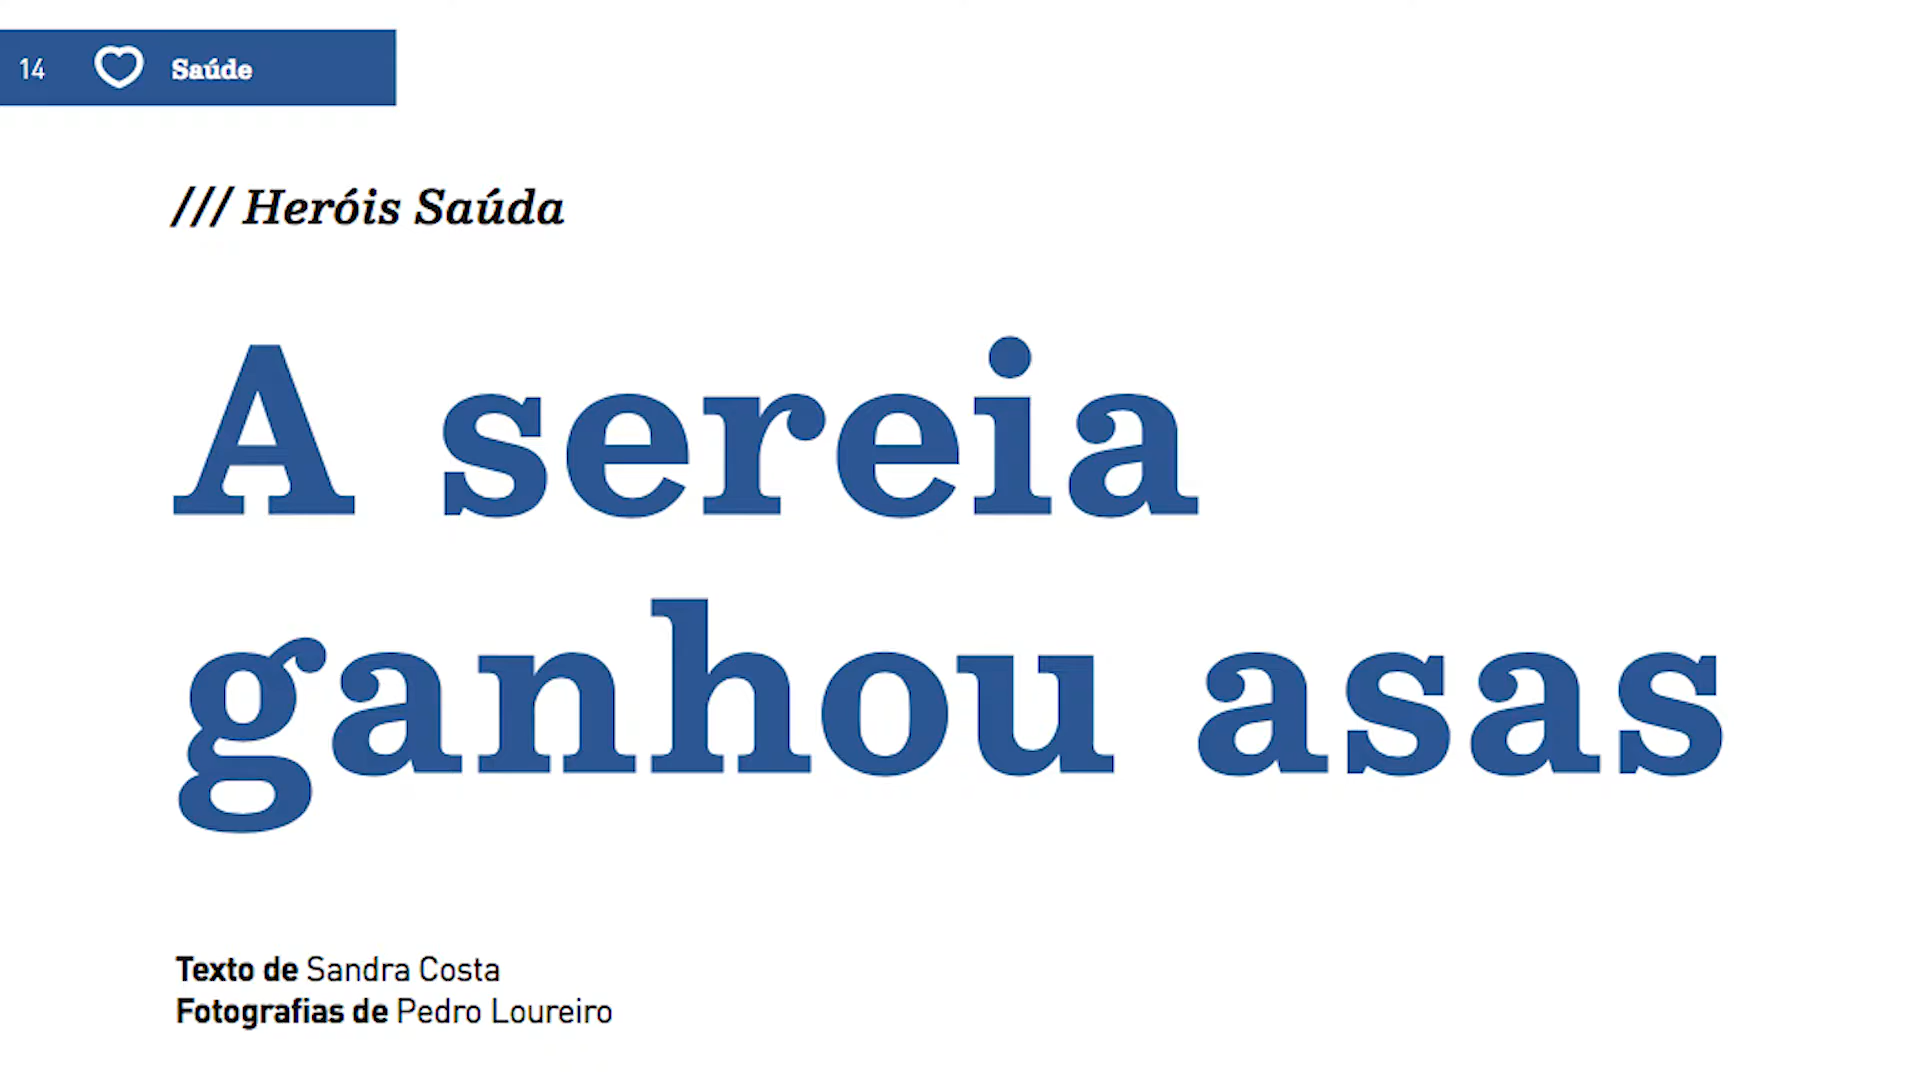 14 Saúde
/// Heróis Saúda
A sereia
ganhou asas
Texto de Sandra Costa
Fotografias de Pedro Loureiro